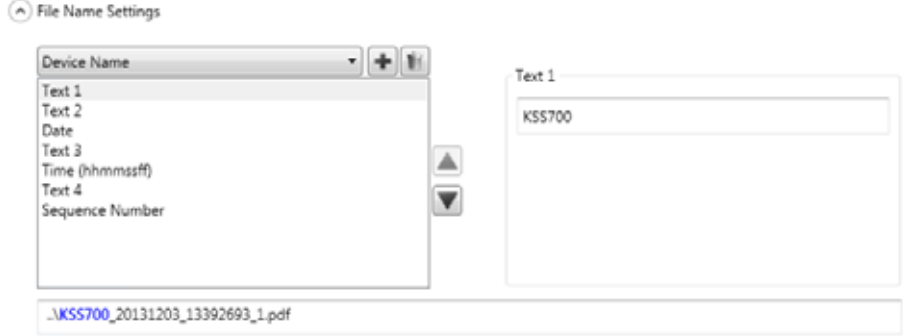 File Name Settings
Device Name
Text 1
Text 2
Date
Text 3
Time (hhmmssff)
Text 4
Sequence Number
Text 1
KSS700
..\KSS700_20131203_13392693_1.pdf